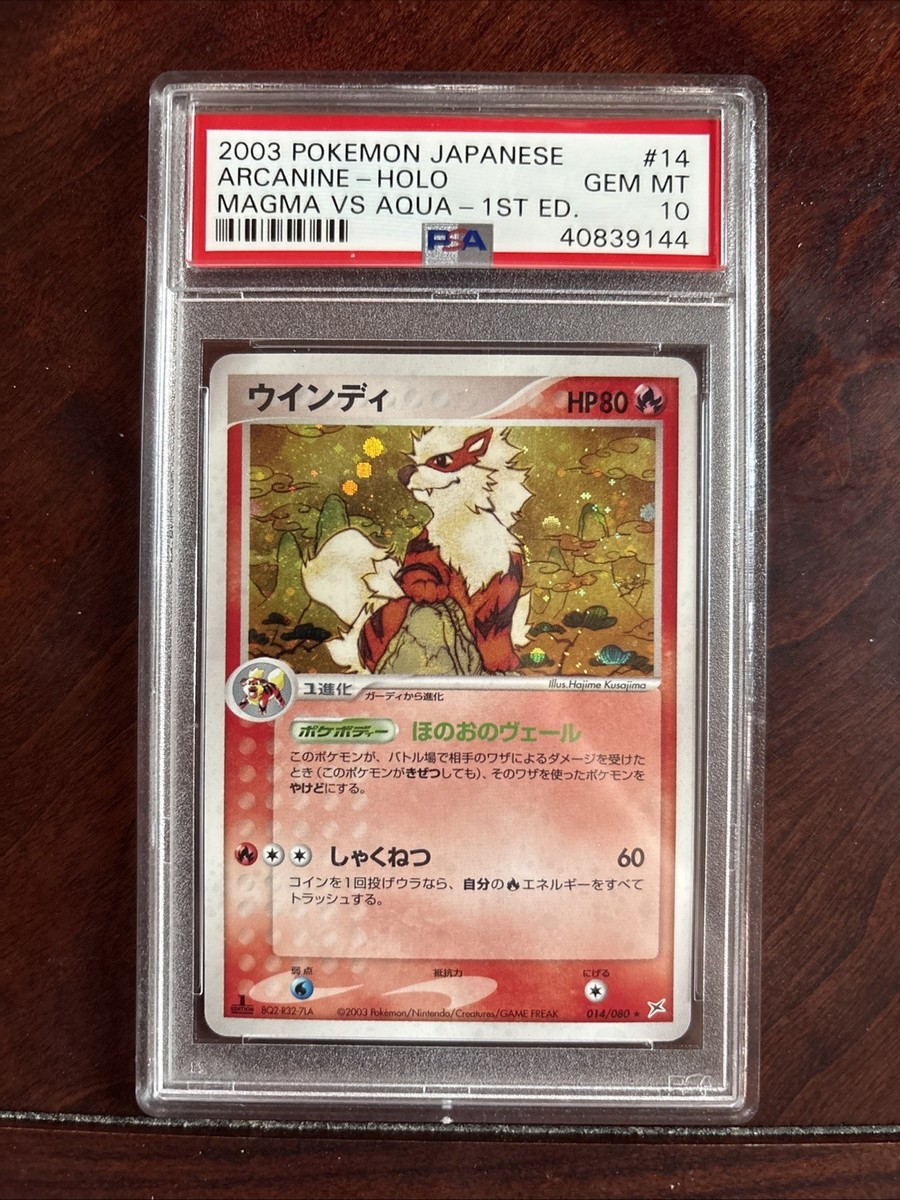 2003 POKEMON JAPANESE #14
ARCANINE - HOLO GEM MT
MAGMA VS AQUA - 1ST ED. 10
PSA 40839144
ウインディ HP80
Illus. Hajime Kusajima
1進化 ガーディから進化
ポケボディー ほのおのヴェール
このポケモンが、バトル場で相手のワザによるダメージを受けた
とき(このポケモンがきぜつしても)、そのワザを使ったポケモンを
やけどにする。
しゃくねつ 60
コインを1回投げウラなら、自分の エネルギーをすべて
トラッシュする。
弱点 抵抗力 にげる
1 EDITION 8Q2-R32-7LA ©2003 Pokémon/Nintendo/Creatures/GAME FREAK 014/080 ★